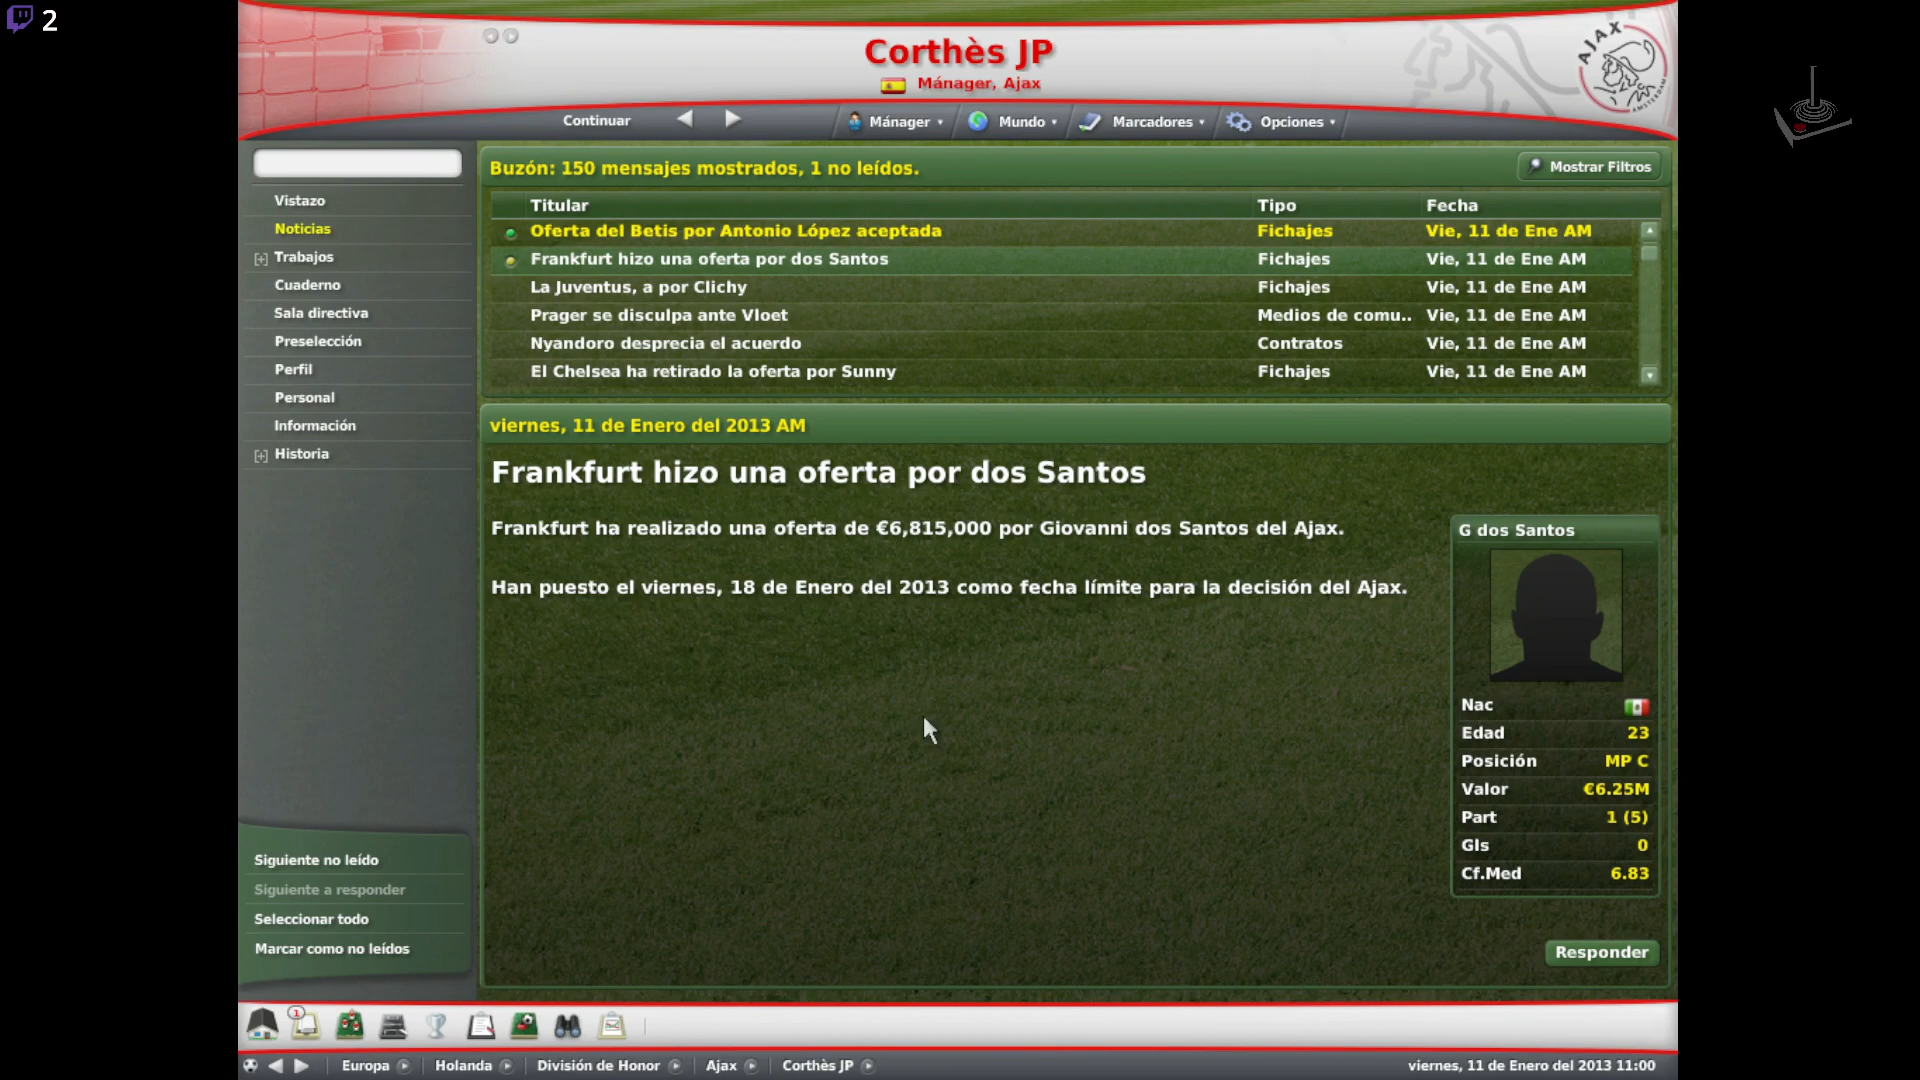 2
Corthès JP
Mánager, Ajax
AJAX
AMSTERDAM
Continuar
Mánager
Mundo
Marcadores
Opciones
Vistazo
Noticias
[+] Trabajos
Cuaderno
Sala directiva
Preselección
Perfil
Personal
Información
[+] Historia
Buzón: 150 mensajes mostrados, 1 no leídos.
Mostrar Filtros
Titular Tipo Fecha
Oferta del Betis por Antonio López aceptada Fichajes Vie, 11 de Ene AM
Frankfurt hizo una oferta por dos Santos Fichajes Vie, 11 de Ene AM
La Juventus, a por Clichy Fichajes Vie, 11 de Ene AM
Prager se disculpa ante Vloet Medios de comu.. Vie, 11 de Ene AM
Nyandoro desprecia el acuerdo Contratos Vie, 11 de Ene AM
El Chelsea ha retirado la oferta por Sunny Fichajes Vie, 11 de Ene AM
viernes, 11 de Enero del 2013 AM
Frankfurt hizo una oferta por dos Santos
Frankfurt ha realizado una oferta de €6,815,000 por Giovanni dos Santos del Ajax.
Han puesto el viernes, 18 de Enero del 2013 como fecha límite para la decisión del Ajax.
G dos Santos
Nac
Edad 23
Posición MP C
Valor €6.25M
Part 1 (5)
Gls 0
Cf.Med 6.83
Responder
Siguiente no leído
Siguiente a responder
Seleccionar todo
Marcar como no leídos
1
Europa
Holanda
División de Honor
Ajax
Corthès JP
viernes, 11 de Enero del 2013 11:00